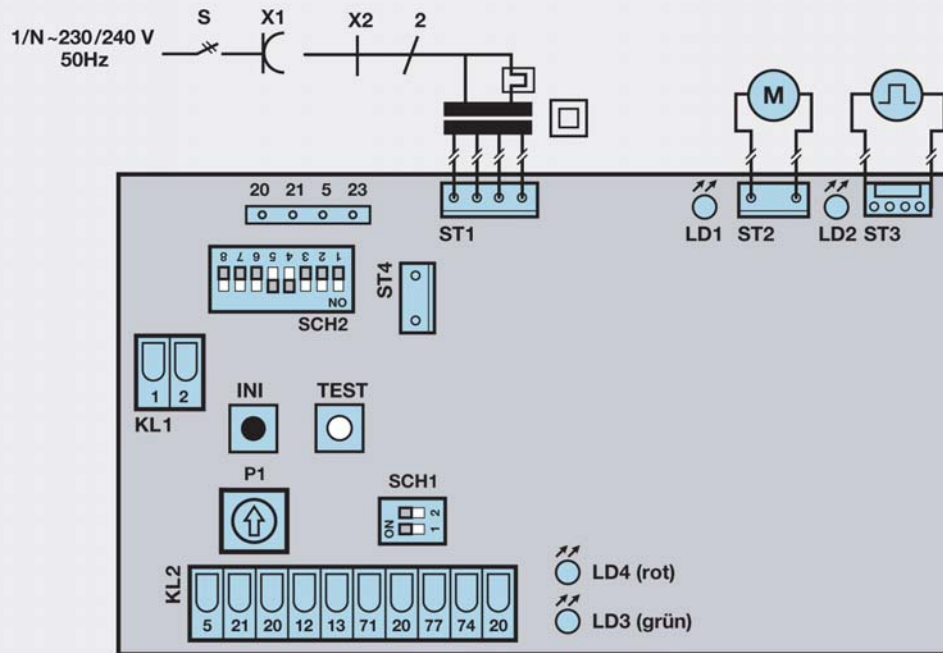 S X1 X2 2
1/N ~230/240 V
50Hz
M
20 21 5 23
ST1
LD1 ST2 LD2 ST3
8 7 6 5 4 3 2 1
ON
SCH2
ST4
1 2
KL1
INI TEST
P1
SCH1
ON
1 2
KL2
5 21 20 12 13 71 20 77 74 20
LD4 (rot)
LD3 (grün)